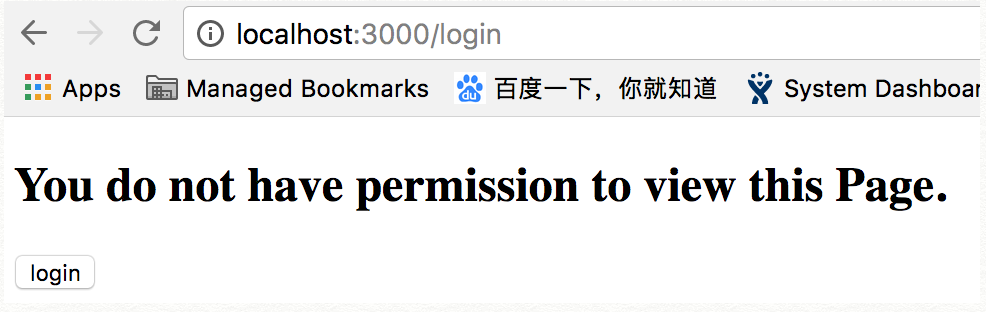 localhost:3000/login
Apps Managed Bookmarks du 百度一下，你就知道 System Dashboar
You do not have permission to view this Page.
login